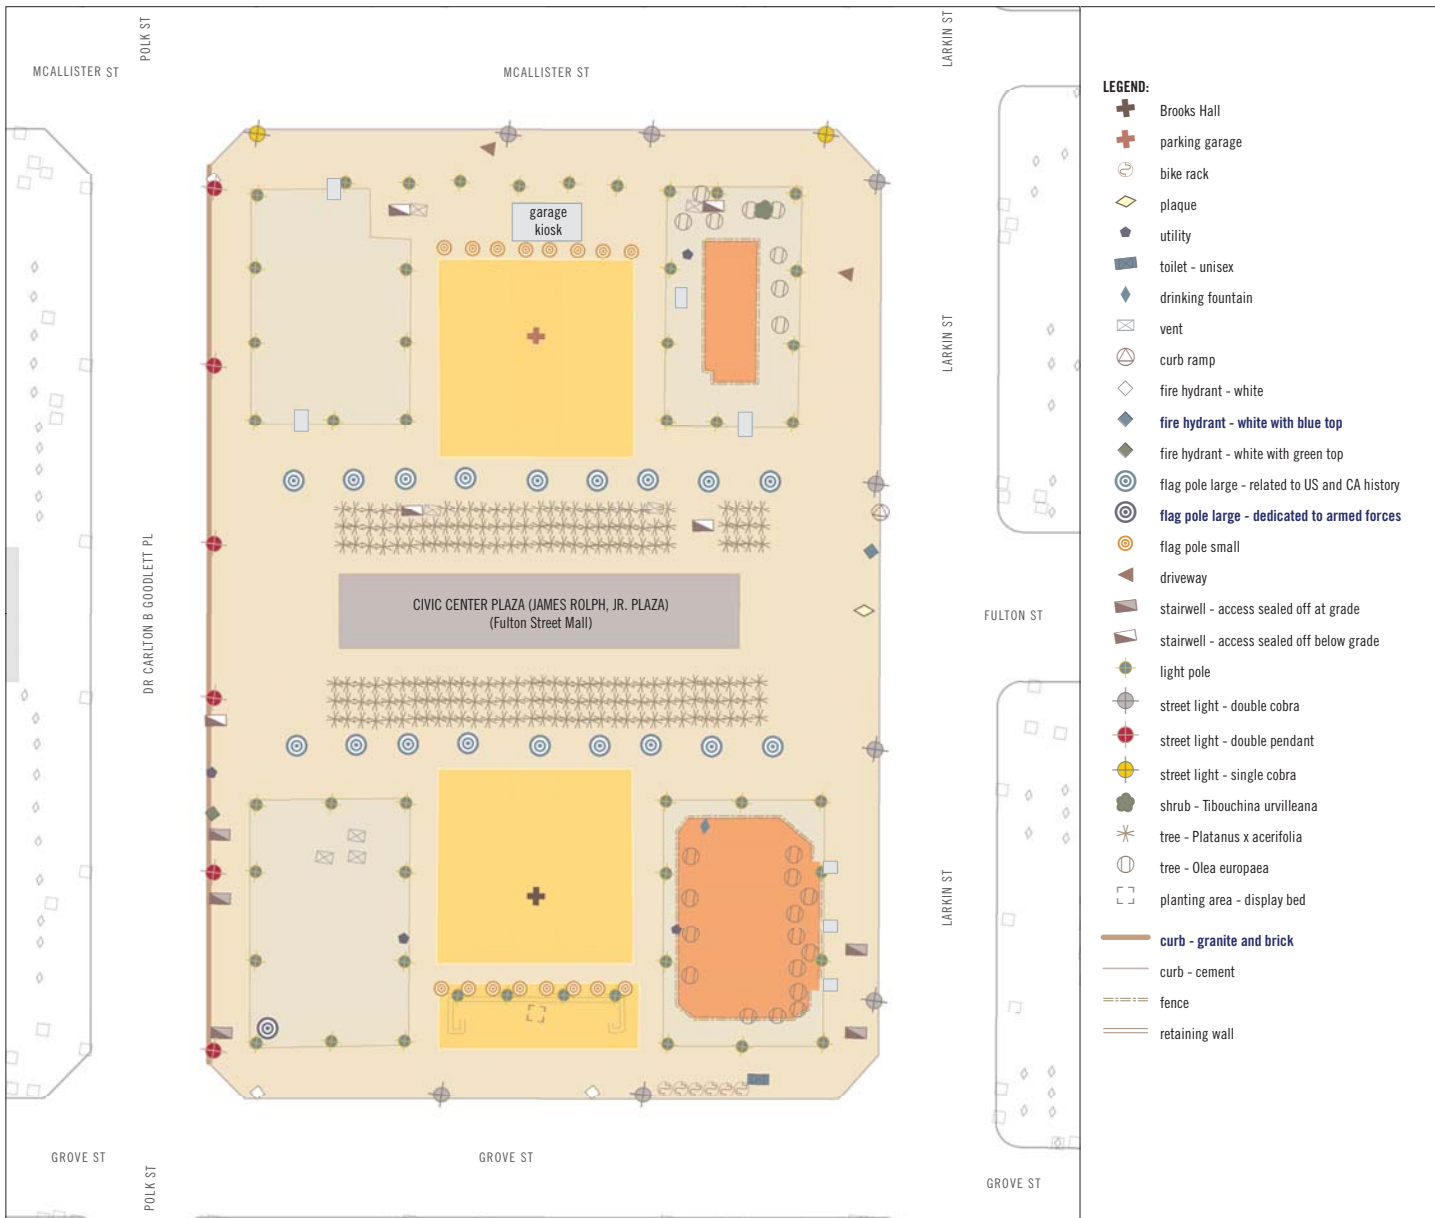 POLK ST
LARKIN ST
MCALLISTER ST
MCALLISTER ST
garage
kiosk
LARKIN ST
DR CARLTON B GOODLETT PL
CIVIC CENTER PLAZA (JAMES ROLPH, JR. PLAZA)
(Fulton Street Mall)
FULTON ST
LARKIN ST
GROVE ST
GROVE ST
POLK ST
GROVE ST
LEGEND:
Brooks Hall
parking garage
bike rack
plaque
utility
toilet - unisex
drinking fountain
vent
curb ramp
fire hydrant - white
fire hydrant - white with blue top
fire hydrant - white with green top
flag pole large - related to US and CA history
flag pole large - dedicated to armed forces
flag pole small
driveway
stairwell - access sealed off at grade
stairwell - access sealed off below grade
light pole
street light - double cobra
street light - double pendant
street light - single cobra
shrub - Tibouchina urvilleana
tree - Platanus x acerifolia
tree - Olea europaea
planting area - display bed
curb - granite and brick
curb - cement
fence
retaining wall